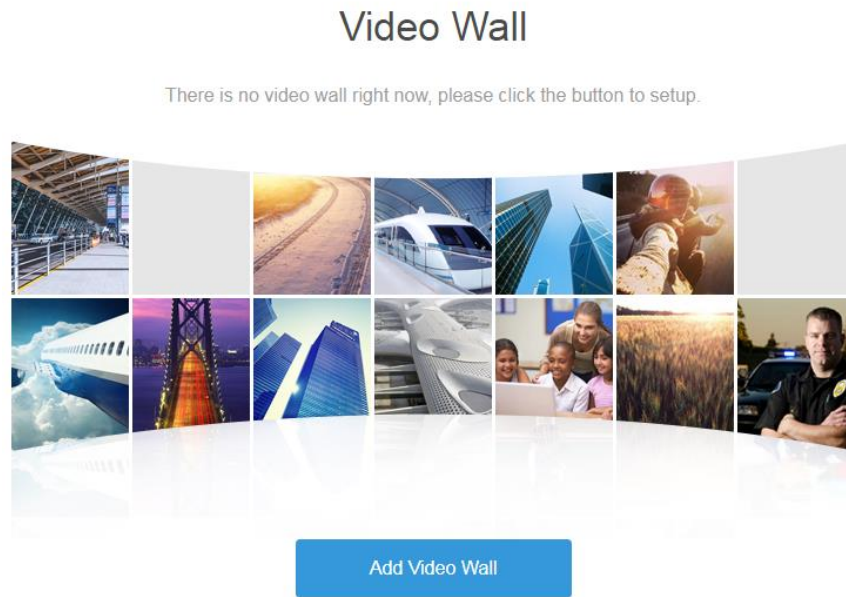 Video Wall
There is no video wall right now, please click the button to setup.
Add Video Wall